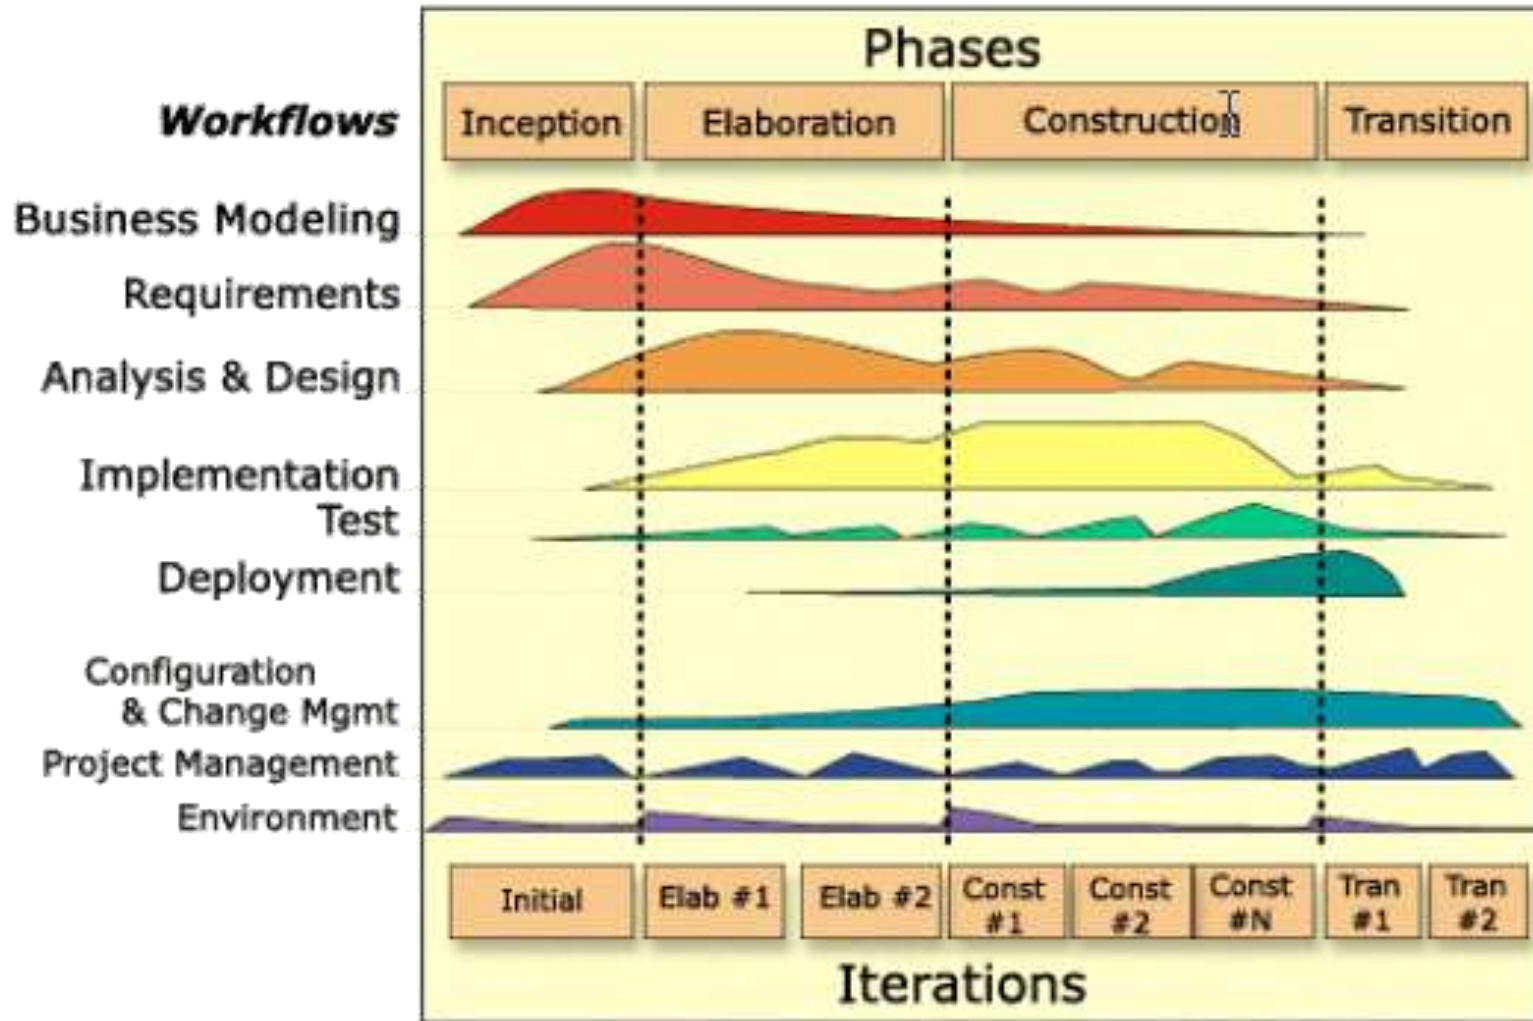 Phases
Workflows
Inception
Elaboration
Construction
Transition
Business Modeling
Requirements
Analysis & Design
Implementation
Test
Deployment
Configuration
& Change Mgmt
Project Management
Environment
Initial
Elab #1
Elab #2
Const
#1
Const
#2
Const
#N
Tran
#1
Tran
#2
Iterations